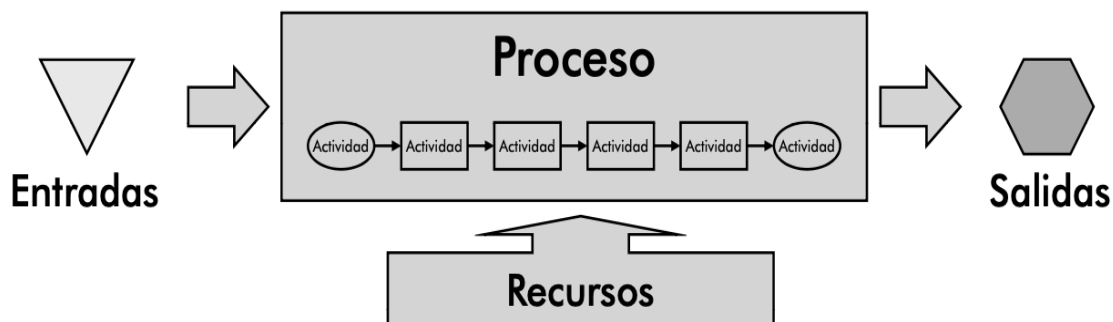 Proceso
Actividad Actividad Actividad Actividad Actividad Actividad
Entradas
Salidas
Recursos